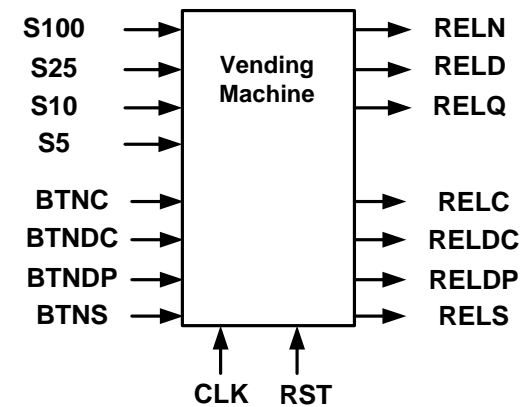 S100
S25
S10
S5
BTNC
BTNDC
BTNDP
BTNS
Vending
Machine
RELN
RELD
RELQ
RELC
RELDC
RELDP
RELS
CLK RST